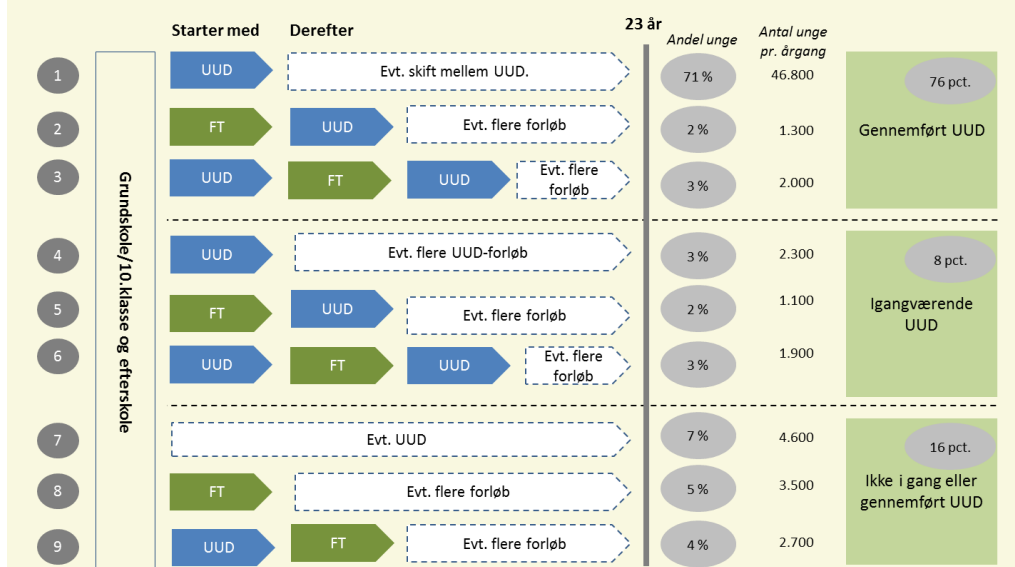 Starter med
Derefter
23 år
Andel unge
Antal unge
pr. årgang
Grundskole/10.klasse og efterskole
1
UUD
Evt. skift mellem UUD.
71 %
46.800
76 pct.
2
FT
UUD
Evt. flere forløb
2 %
1.300
Gennemført UUD
3
UUD
FT
UUD
Evt. flere
forløb
3 %
2.000
4
UUD
Evt. flere UUD-forløb
3 %
2.300
8 pct.
5
FT
UUD
Evt. flere forløb
2 %
1.100
Igangværende
UUD
6
UUD
FT
UUD
Evt. flere
forløb
3 %
1.900
7
Evt. UUD
7 %
4.600
16 pct.
8
FT
Evt. flere forløb
5 %
3.500
Ikke i gang eller
gennemført UUD
9
UUD
FT
Evt. flere forløb
4 %
2.700